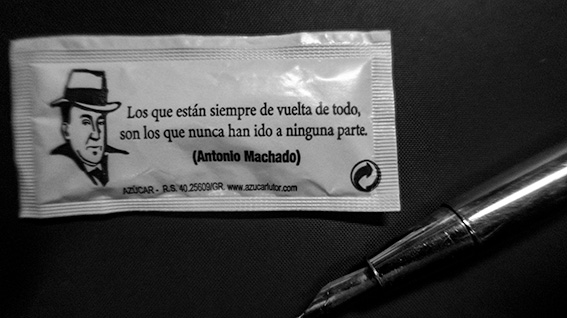 Los que están siempre de vuelta de todo,
son los que nunca han ido a ninguna parte.
(Antonio Machado)
AZÚCAR - R.S. 40.25609/GR. www.azucarlutor.com